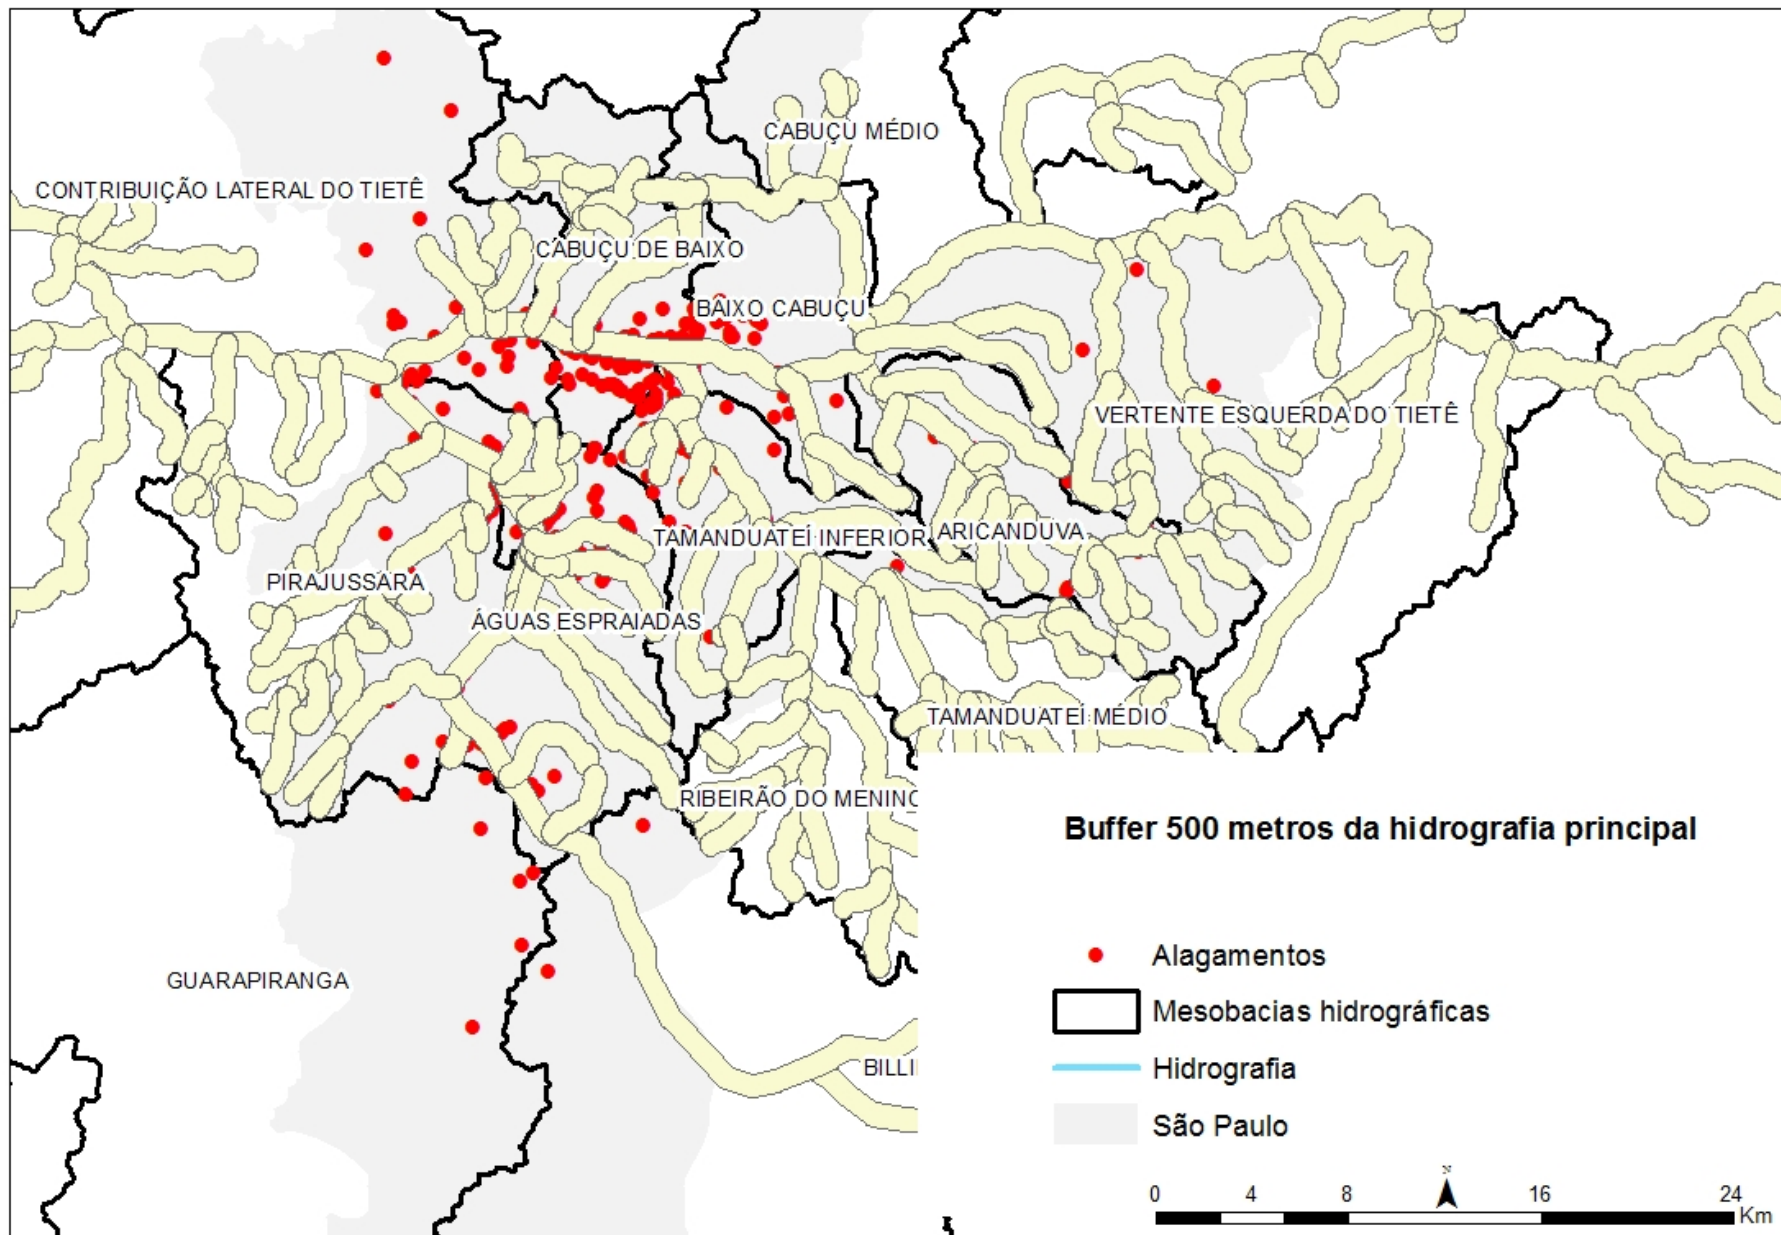 CABUÇU MÉDIO
CONTRIBUIÇÃO LATERAL DO TIETÊ
CABUÇU DE BAIXO
BAIXO CABUÇU
VERTENTE ESQUERDA DO TIETÊ
TAMANDUATEÍ INFERIOR
ARICANDUVA
PIRAJUSSARA
ÁGUAS ESPRAIADAS
TAMANDUATEÍ MÉDIO
RIBEIRÃO DO MENINO
GUARAPIRANGA
BILLI
Buffer 500 metros da hidrografia principal
Alagamentos
Mesobacias hidrográficas
Hidrografia
São Paulo
N
0 4 8 16 24
Km